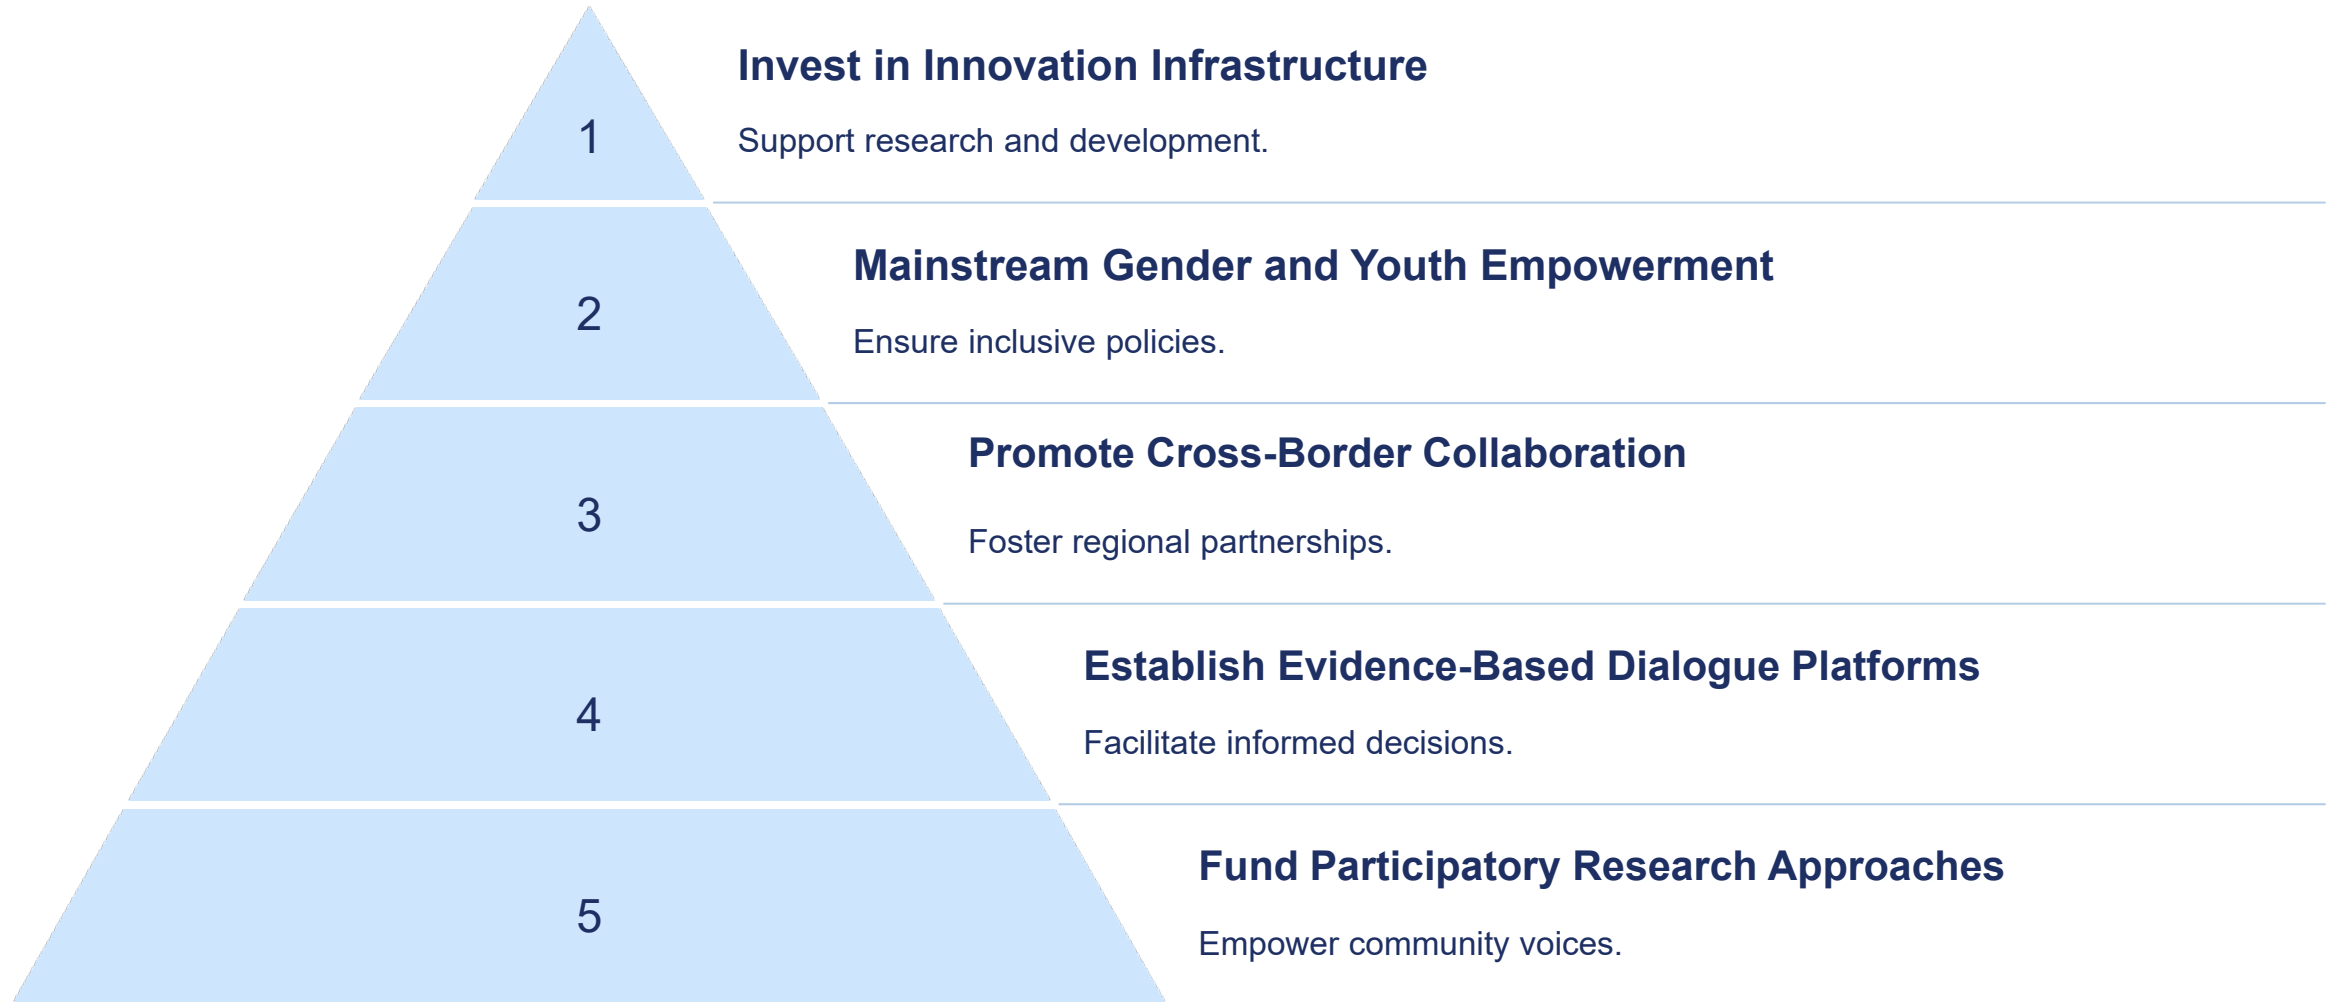 1
Invest in Innovation Infrastructure
Support research and development.
2
Mainstream Gender and Youth Empowerment
Ensure inclusive policies.
3
Promote Cross-Border Collaboration
Foster regional partnerships.
4
Establish Evidence-Based Dialogue Platforms
Facilitate informed decisions.
5
Fund Participatory Research Approaches
Empower community voices.